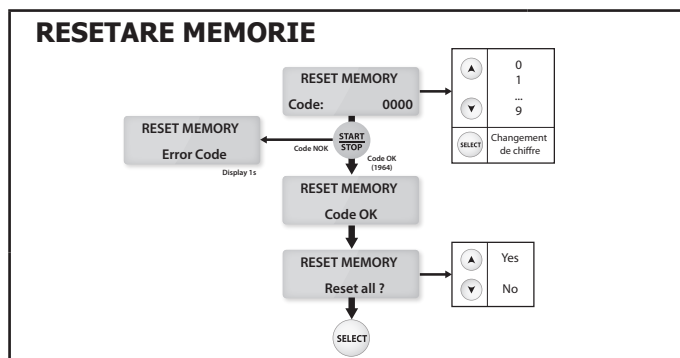 RESETARE MEMORIE
RESET MEMORY
Code: 0000
0
1
...
9
SELECT
Changement
de chiffre
RESET MEMORY
Error Code
Display 1s
Code NOK
START
STOP
Code OK
(1964)
RESET MEMORY
Code OK
RESET MEMORY
Reset all ?
Yes
No
SELECT